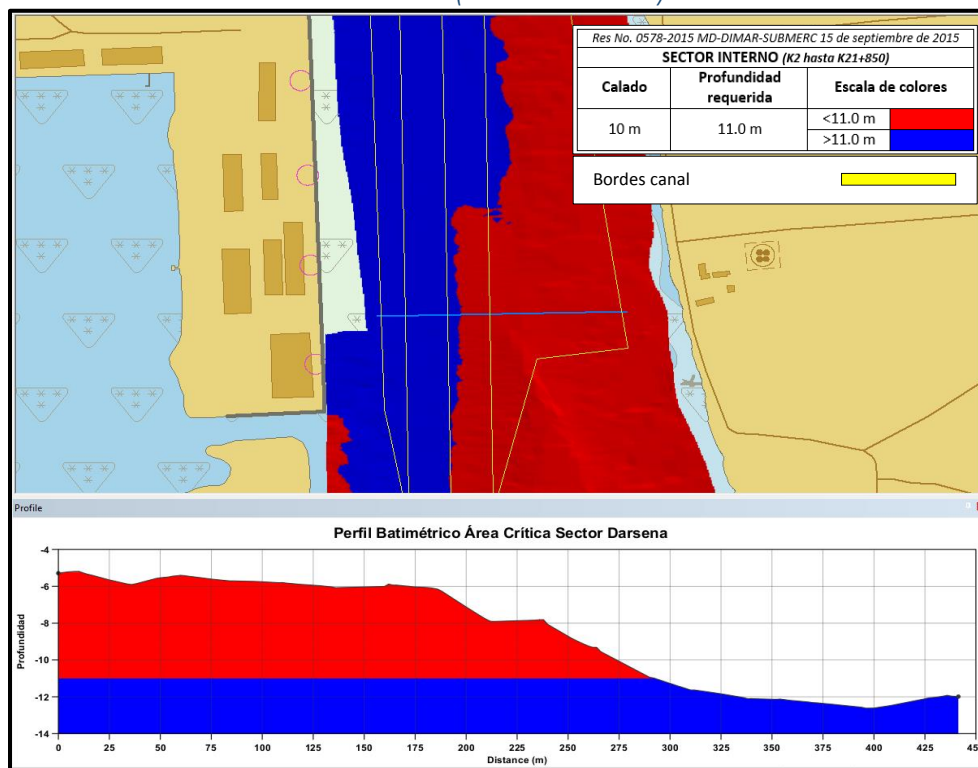 Res No. 0578-2015 MD-DIMAR-SUBMERC 15 de septiembre de 2015
SECTOR INTERNO (K2 hasta K21+850)
Calado Profundidad requerida Escala de colores
10 m 11.0 m <11.0 m
>11.0 m
Bordes canal
Profile
Perfil Batimétrico Área Crítica Sector Darsena
Profundidad
-4
-6
-8
-10
-12
-14
0 25 50 75 100 125 150 175 200 225 250 275 300 325 350 375 400 425 45
Distance (m)